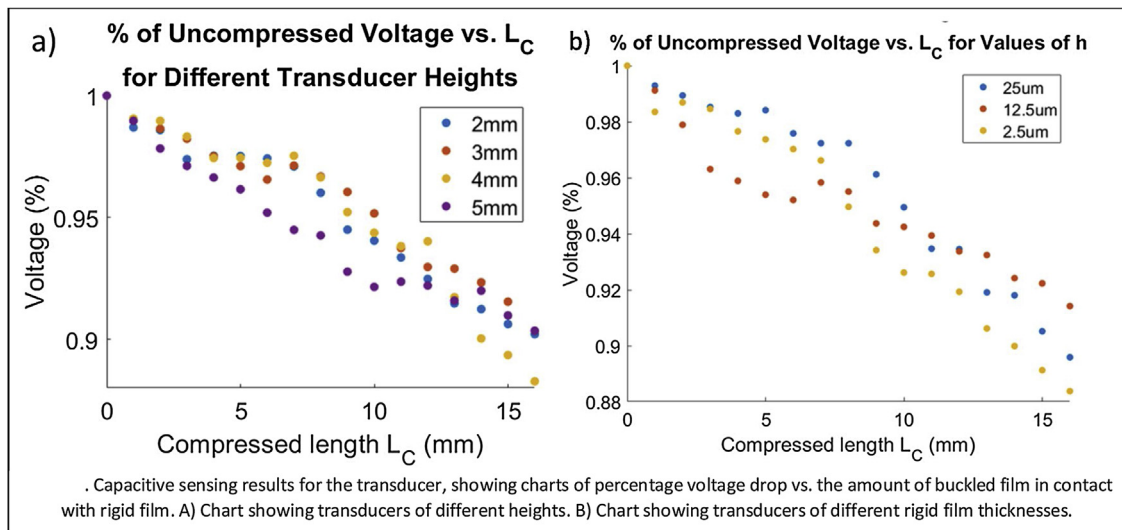 a)
% of Uncompressed Voltage vs. L_C
for Different Transducer Heights
1
0.95
0.9
Voltage (%)
2mm
3mm
4mm
5mm
0 5 10 15
Compressed length L_C (mm)
b)
% of Uncompressed Voltage vs. L_C for Values of h
1
0.98
0.96
0.94
0.92
0.9
0.88
Voltage (%)
25um
12.5um
2.5um
0 5 10 15
Compressed length L_C (mm)
. Capacitive sensing results for the transducer, showing charts of percentage voltage drop vs. the amount of buckled film in contact
with rigid film. A) Chart showing transducers of different heights. B) Chart showing transducers of different rigid film thicknesses.